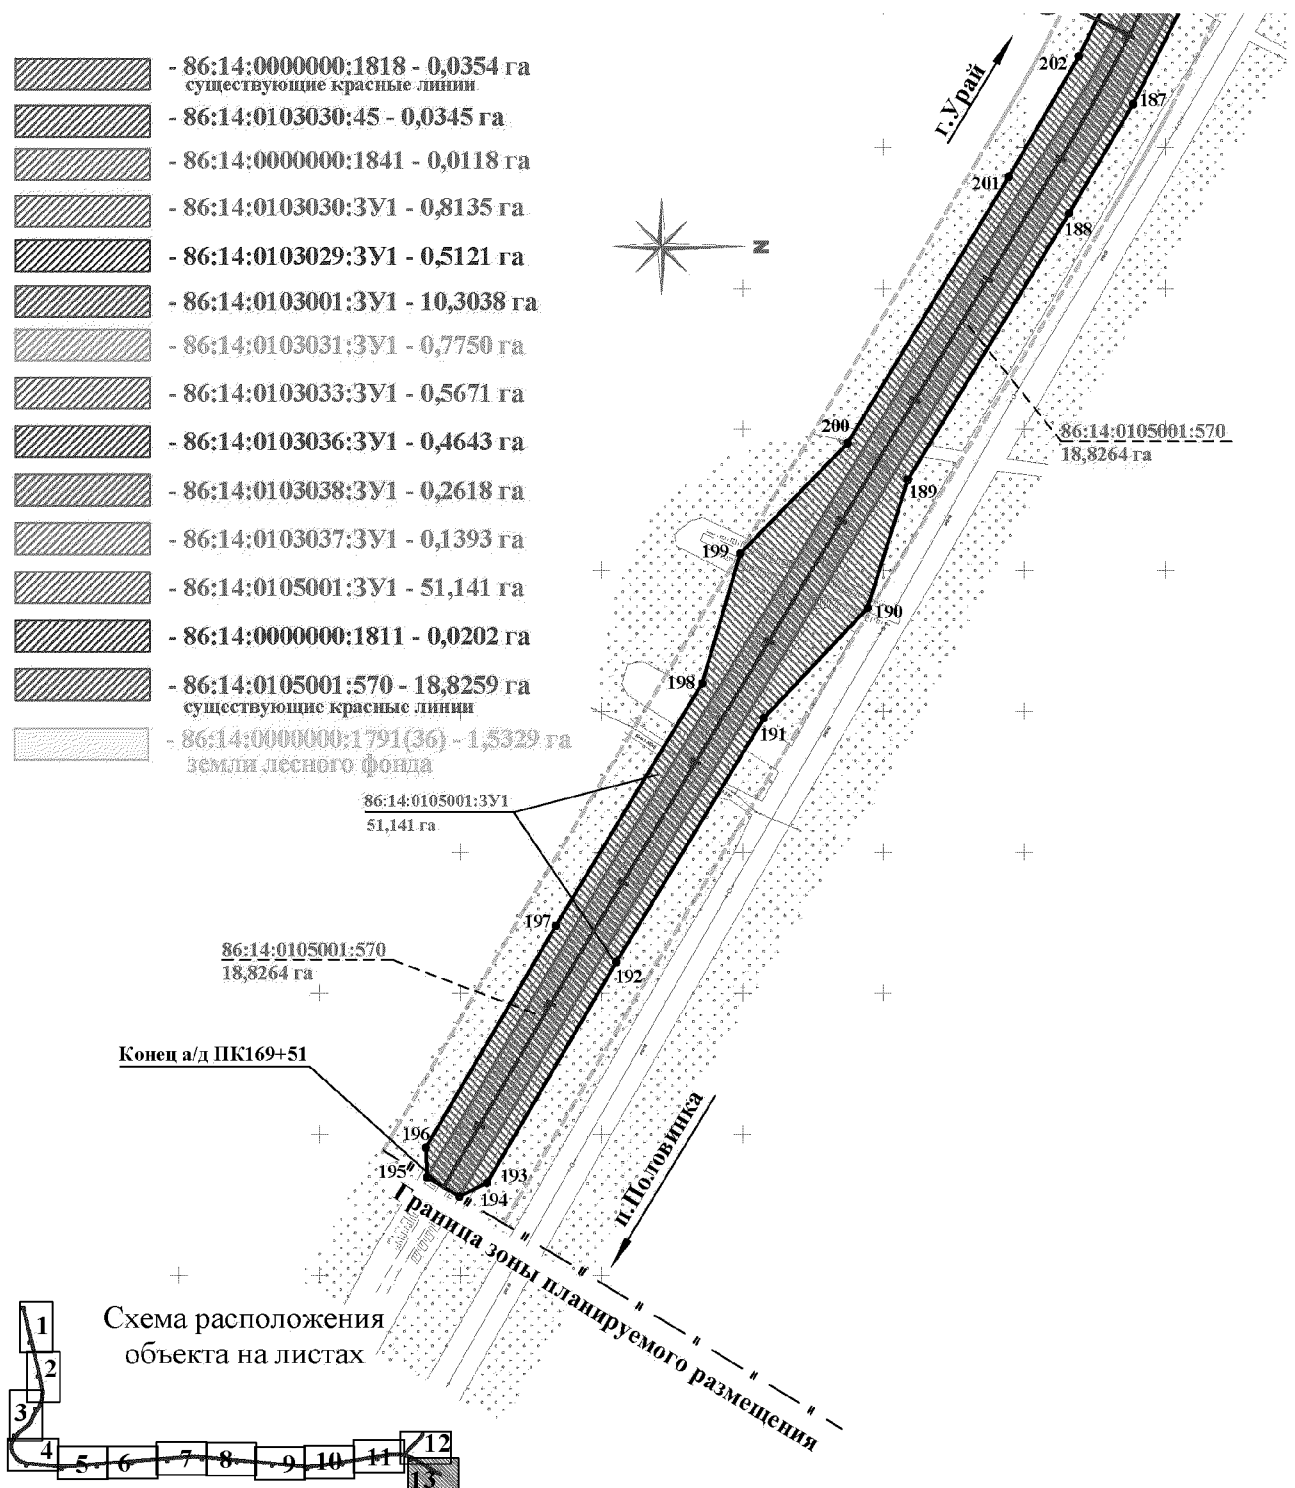 - 86:14:0000000:1818 - 0,0354 га
существующие красные линии
- 86:14:0103030:45 - 0,0345 га
- 86:14:0000000:1841 - 0,0118 га
- 86:14:0103030:ЗУ1 - 0,8135 га
- 86:14:0103029:ЗУ1 - 0,5121 га
- 86:14:0103001:ЗУ1 - 10,3038 га
- 86:14:0103031:ЗУ1 - 0,7750 га
- 86:14:0103033:ЗУ1 - 0,5671 га
- 86:14:0103036:ЗУ1 - 0,4643 га
- 86:14:0103038:ЗУ1 - 0,2618 га
- 86:14:0103037:ЗУ1 - 0,1393 га
- 86:14:0105001:ЗУ1 - 51,141 га
- 86:14:0000000:1811 - 0,0202 га
- 86:14:0105001:570 - 18,8259 га
существующие красные линии
- 86:14:0000000:1791(36) - 1,5329 га
земли лесного фонда
г.Урай
N
202
187
201
188
200
86:14:0105001:570
18,8264 га
189
199
190
198
191
86:14:0105001:ЗУ1
51,141 га
197
192
86:14:0105001:570
18,8264 га
Конец а/д ПК169+51
196
195
193
194
п.Половинка
Граница зоны планируемого размещения
Схема расположения
объекта на листах
1
2
3
4
5
6
7
8
9
10
11
12
13